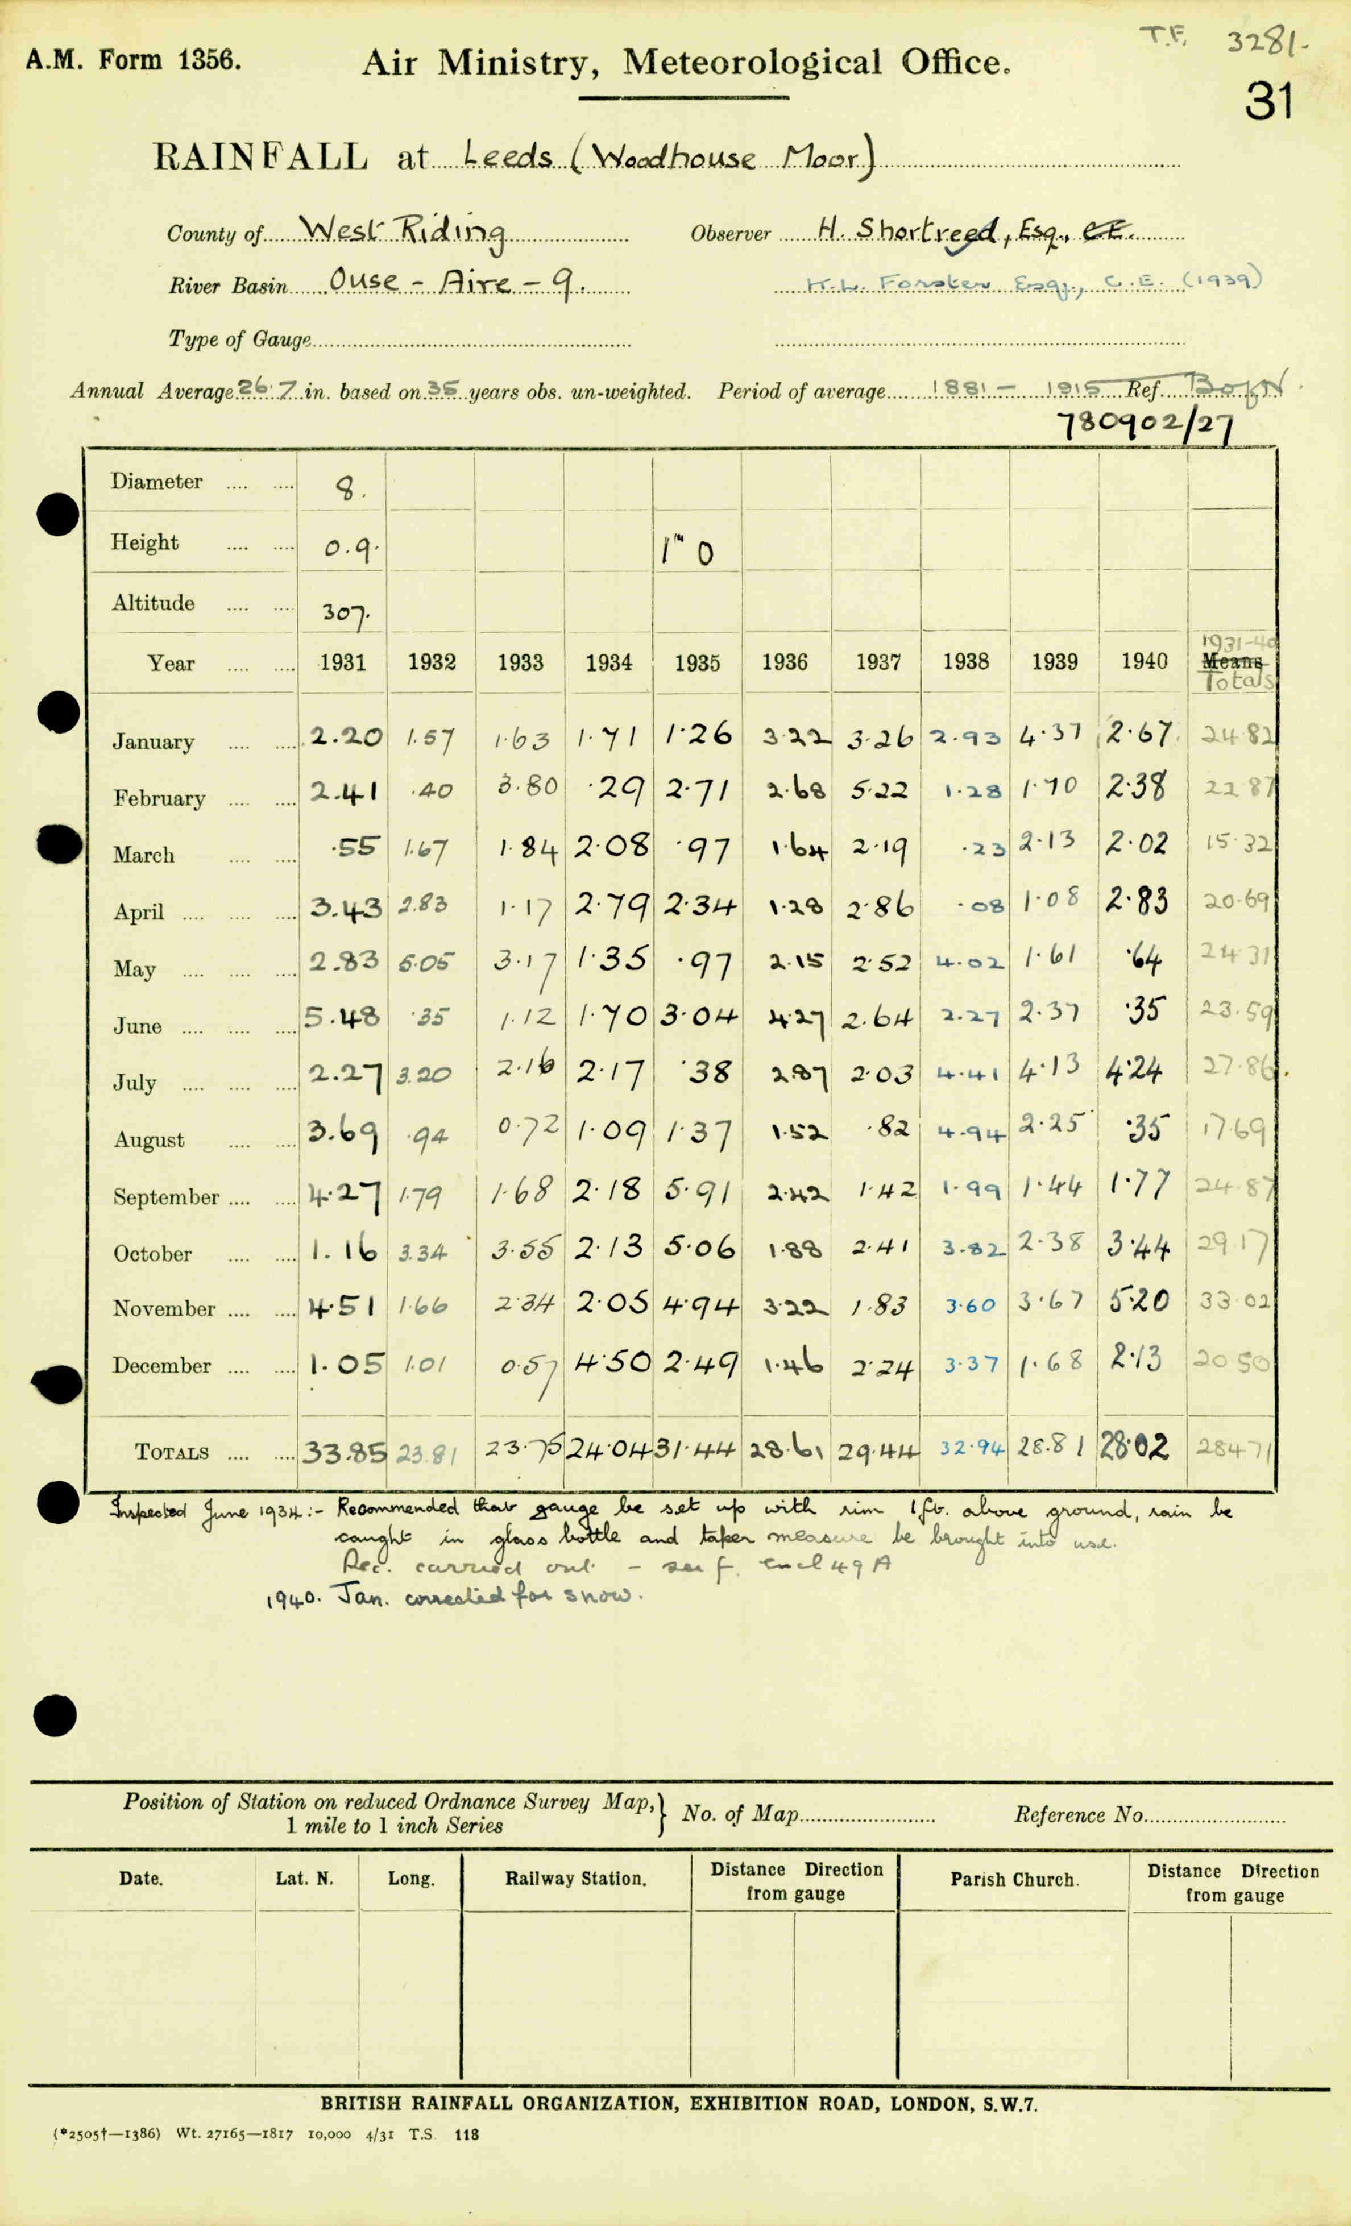 T.F. 3281.
A.M. Form 1356. Air Ministry, Meteorological Office.
31
RAINFALL at Leeds (Woodhouse Moor)
County of West Riding Observer H. Shortreed, Esq., C.E.
River Basin Ouse - Aire - 9. H.L. Forster Esq., C.E. (1939)
Type of Gauge
Annual Average 26.7 in. based on 35 years obs. un-weighted. Period of average 1881 - 1915 Ref.
780902/27
Diameter .... .... 8.
Height .... .... 0.9. 1" 0
Altitude .... .... 307.
1931-40
Year .... .... 1931 1932 1933 1934 1935 1936 1937 1938 1939 1940 Means
Totals
January .... .... 2.20 1.57 1.63 1.71 1.26 3.22 3.26 2.93 4.37 2.67 24.82
February .... .... 2.41 .40 3.80 .29 2.71 2.68 5.22 1.28 1.70 2.38 22.87
March .... .... .55 1.67 1.84 2.08 .97 1.64 2.19 .23 2.13 2.02 15.32
April .... .... .... 3.43 2.83 1.17 2.79 2.34 1.28 2.86 .08 1.08 2.83 20.69
May .... .... .... 2.83 5.05 3.17 1.35 .97 2.15 2.52 4.02 1.61 .64 24.31
June .... .... .... 5.48 .35 1.12 1.70 3.04 4.27 2.64 2.27 2.37 .35 23.59
July .... .... .... 2.27 3.20 2.16 2.17 .38 2.87 2.03 4.41 4.13 4.24 27.86
August .... .... 3.69 .94 0.72 1.09 1.37 1.52 .82 4.94 2.25 .35 17.69
September .... .... 4.27 1.79 1.68 2.18 5.91 2.42 1.42 1.99 1.44 1.77 24.87
October .... .... 1.16 3.34 3.55 2.13 5.06 1.88 2.41 3.82 2.38 3.44 29.17
November .... .... 4.51 1.66 2.34 2.05 4.94 3.22 1.83 3.60 3.67 5.20 33.02
December .... .... 1.05 1.01 0.57 4.50 2.49 1.46 2.24 3.37 1.68 2.13 20.50
TOTALS .... .... 33.85 23.81 23.75 24.04 31.44 28.61 29.44 32.94 28.81 28.02 284.71
Inspected June 1934:- Recommended that gauge be set up with rim 1ft. above ground, rain be
caught in glass bottle and taper measure be brought into use.
Rec. carried out - see f. encl 49A
1940. Jan. corrected for snow.
Position of Station on reduced Ordnance Survey Map,} No. of Map Reference No.
1 mile to 1 inch Series
Date. Lat. N. Long. Railway Station. Distance Direction from gauge Parish Church. Distance Direction from gauge
BRITISH RAINFALL ORGANIZATION, EXHIBITION ROAD, LONDON, S.W.7.
(*2505†—1386) Wt. 27165—1817 10,000 4/31 T.S. 118